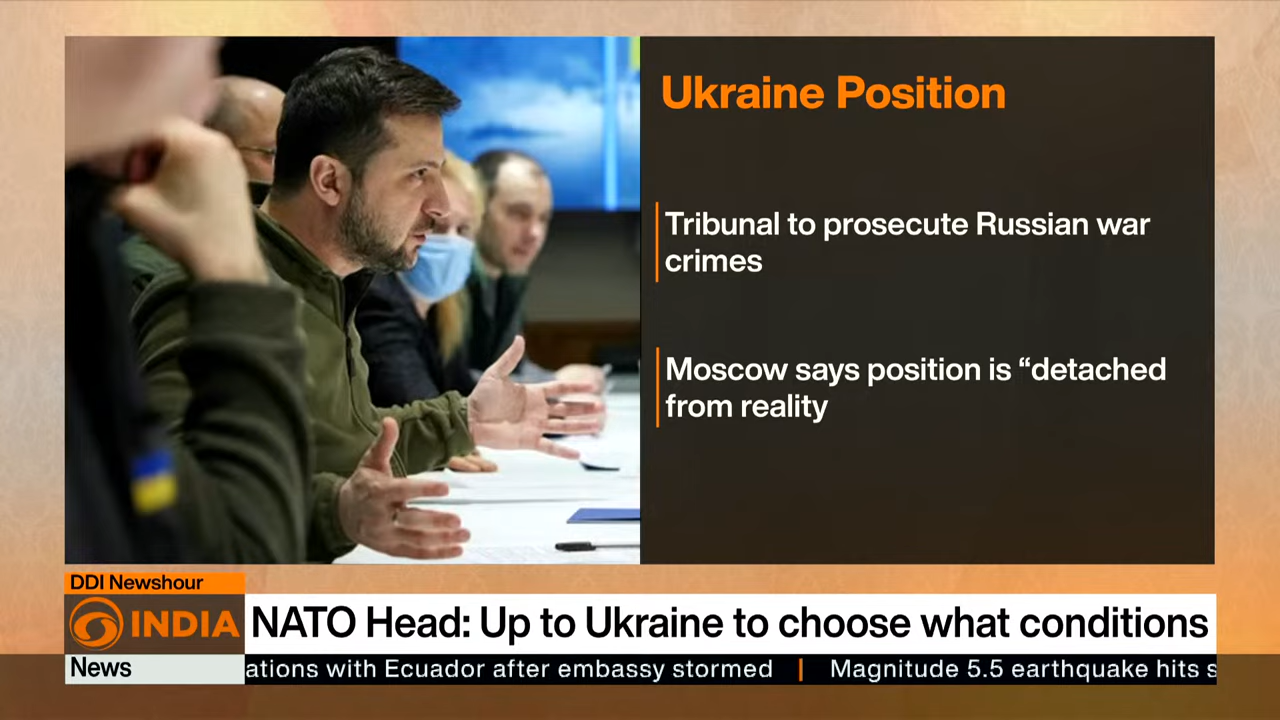 Ukraine Position
Tribunal to prosecute Russian war
crimes
Moscow says position is “detached
from reality
DDI Newshour
INDIA
NATO Head: Up to Ukraine to choose what conditions
News
ations with Ecuador after embassy stormed | Magnitude 5.5 earthquake hits s